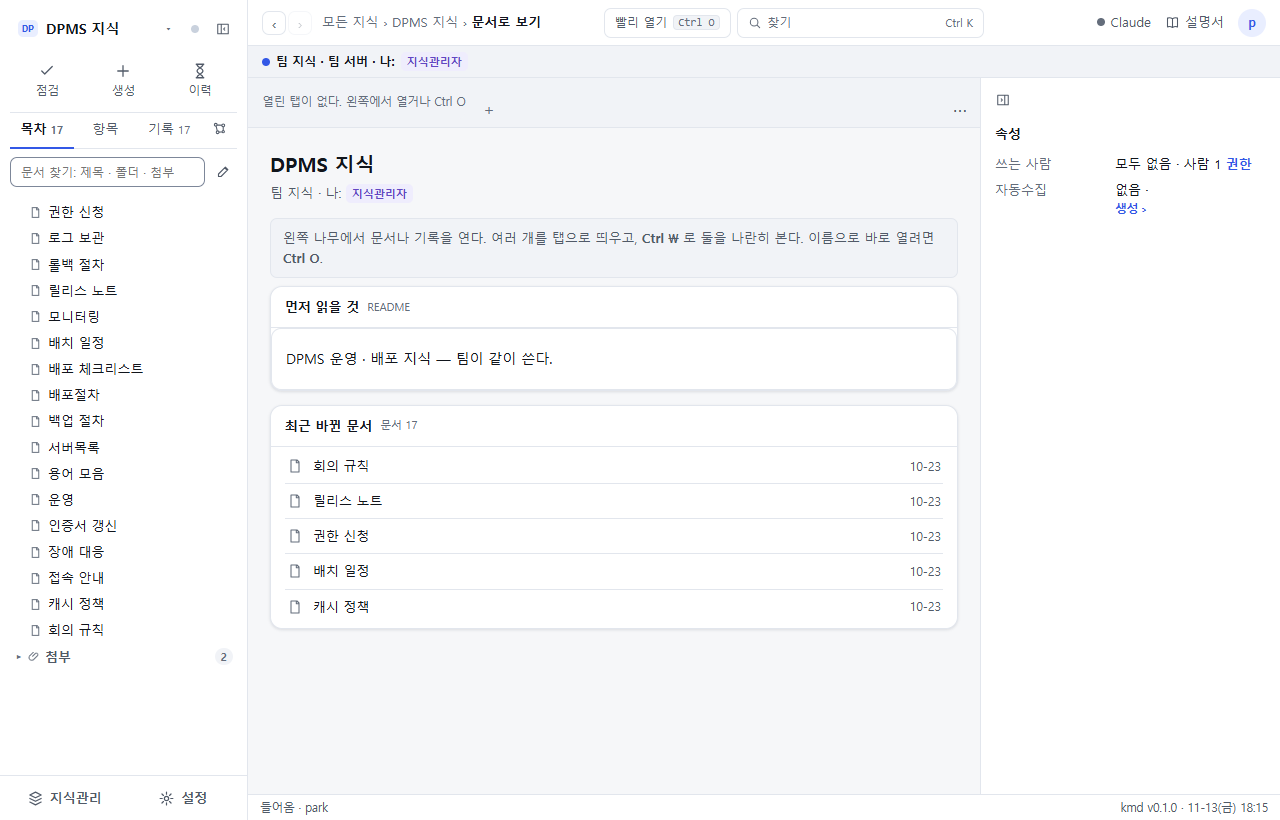 DP DPMS 지식
점검 생성 이력
목차 17 항목 기록 17
문서 찾기: 제목 · 폴더 · 첨부
권한 신청
로그 보관
롤백 절차
릴리스 노트
모니터링
배치 일정
배포 체크리스트
배포절차
백업 절차
서버목록
용어 모음
운영
인증서 갱신
장애 대응
접속 안내
캐시 정책
회의 규칙
첨부 2
지식관리 설정
모든 지식 › DPMS 지식 › 문서로 보기
빨리 열기 Ctrl O
찾기 Ctrl K
Claude 설명서 p
팀 지식 · 팀 서버 · 나: 지식관리자
열린 탭이 없다. 왼쪽에서 열거나 Ctrl O + ...
DPMS 지식
팀 지식 · 나: 지식관리자
왼쪽 나무에서 문서나 기록을 연다. 여러 개를 탭으로 띄우고, Ctrl ₩ 로 둘을 나란히 본다. 이름으로 바로 열려면
Ctrl O.
먼저 읽을 것 README
DPMS 운영 · 배포 지식 — 팀이 같이 쓴다.
최근 바뀐 문서 문서 17
회의 규칙 10-23
릴리스 노트 10-23
권한 신청 10-23
배치 일정 10-23
캐시 정책 10-23
속성
쓰는 사람 모두 없음 · 사람 1 권한
자동수집 없음 ·
생성 ›
들어옴 · park
kmd v0.1.0 · 11-13(금) 18:15